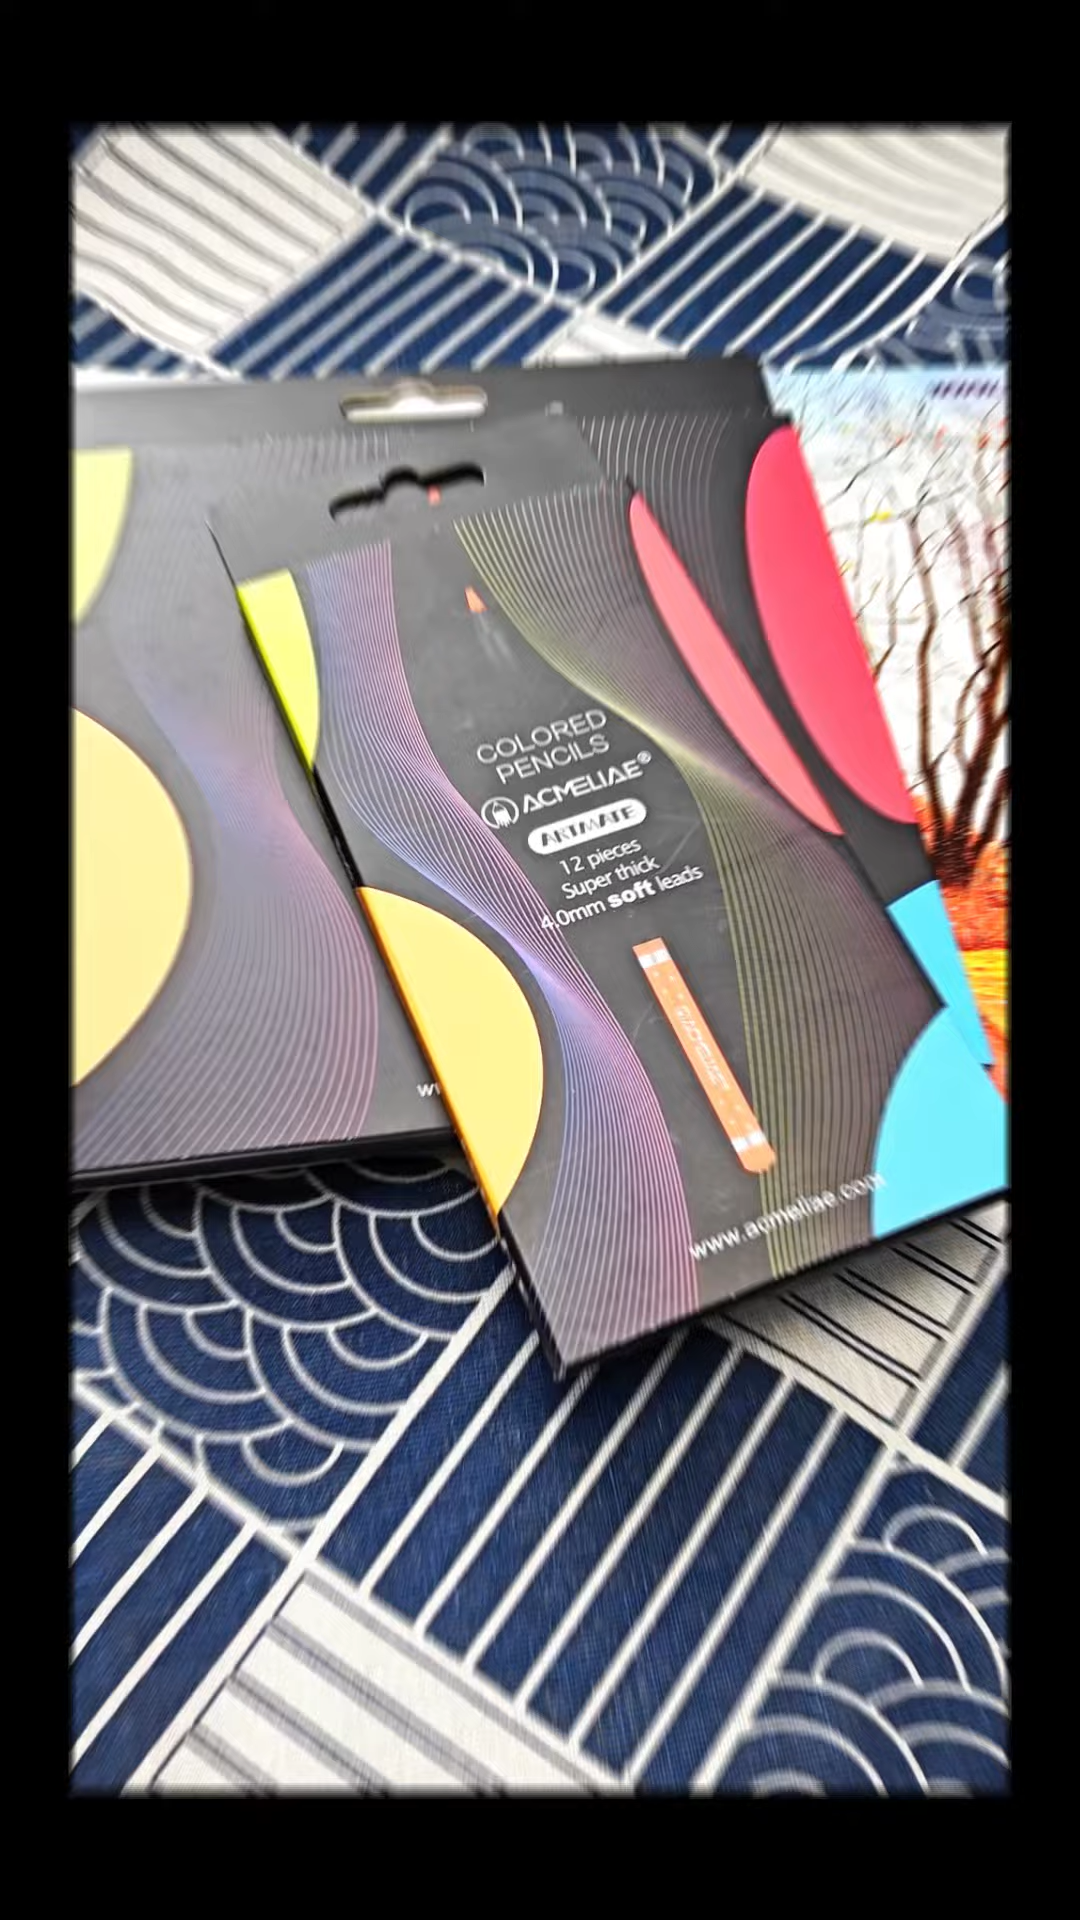 COLORED
PENCILS
ACMELIAE®
ARTMATE
12 pieces
Super thick
4.0mm soft leads
www.acmeliae.com